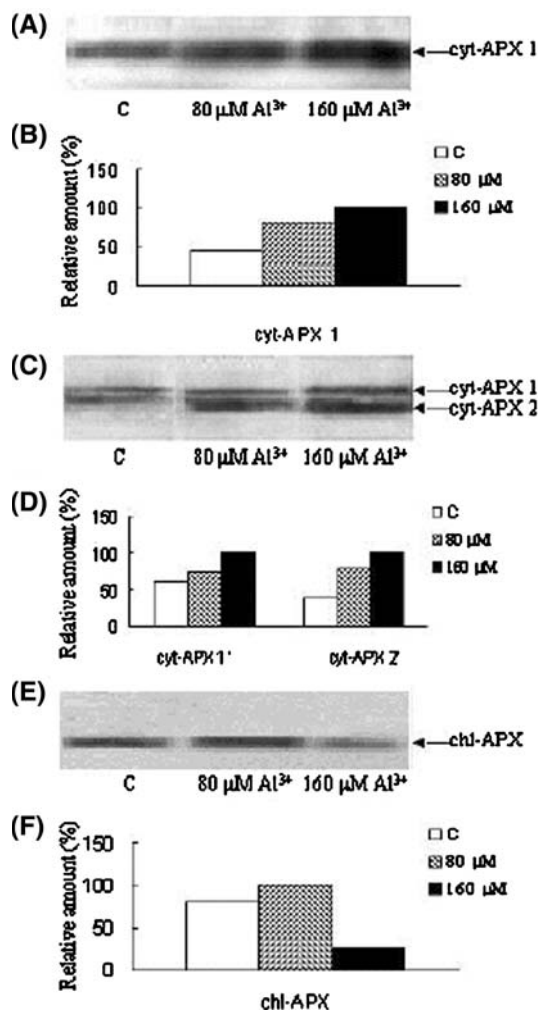 (A)
cyt-APX 1
C 80 μM Al³⁺ 160 μM Al³⁺
(B)
Relative amount (%)
150
100
50
0
C
80 μM
160 μM
cyt-APX 1
(C)
cyt-APX 1
cyt-APX 2
C 80 μM Al³⁺ 160 μM Al³⁺
(D)
Relative amount (%)
150
100
50
0
C
80 μM
160 μM
cyt-APX1' cyt-APX 2
(E)
chl-APX
C 80 μM Al³⁺ 160 μM Al³⁺
(F)
Relative amount (%)
150
100
50
0
C
80 μM
160 μM
chl-APX